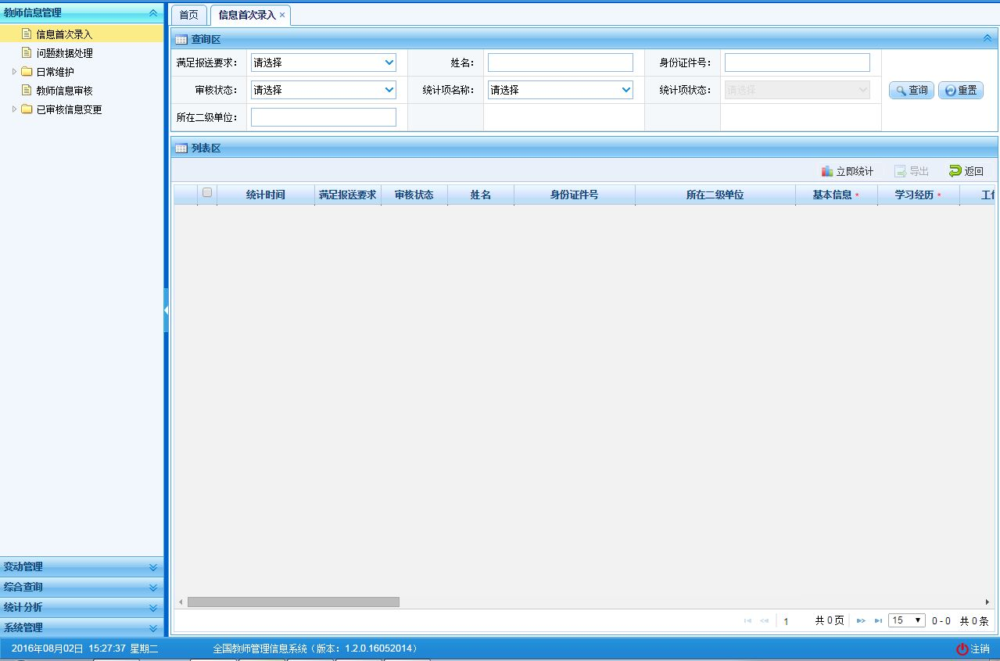 教师信息管理
信息首次录入
问题数据处理
日常维护
教师信息审核
已审核信息变更
变动管理
综合查询
统计分析
系统管理
首页 信息首次录入 ×
查询区
满足报送要求： 请选择 姓名： 身份证件号：
审核状态： 请选择 统计项名称： 请选择 统计项状态： 请选择 查询 重置
所在二级单位：
列表区
立即统计 导出 返回
统计时间 满足报送要求 审核状态 姓名 身份证件号 所在二级单位 基本信息 * 学习经历 *
1 共 0 页 15 0 - 0 共 0 条
2016年08月02日 15:27:37 星期二 全国教师管理信息系统（版本：1.2.0.16052014） 注销